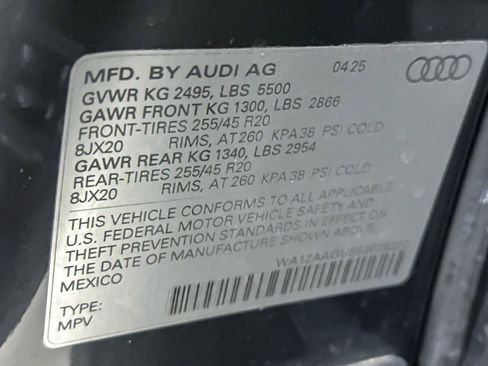 MFD. BY AUDI AG 04 25
GVWR KG 2495, LBS 5500
GAWR FRONT KG 1300, LBS 2866
FRONT-TIRES 255/45 R20
8JX20 RIMS, AT 260 KPA 38 PSI COLD
GAWR REAR KG 1340, LBS 2954
REAR-TIRES 255/45 R20
8JX20 RIMS, AT 260 KPA 38 PSI COLD
THIS VEHICLE CONFORMS TO ALL APPLICABLE
U.S. FEDERAL MOTOR VEHICLE SAFETY AND
THEFT PREVENTION STANDARDS IN EFFECT ON
THE DATE OF MANUFACTURE SHOWN ABOVE.
MEXICO
TYPE:
MPV